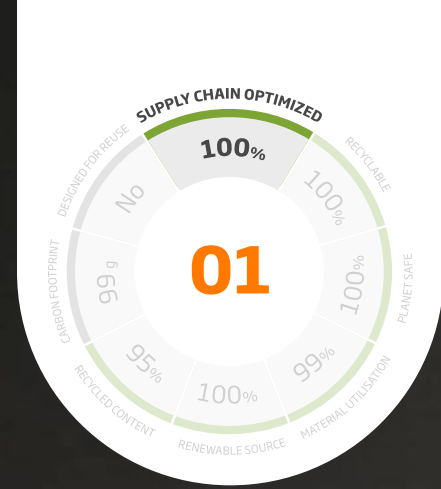 SUPPLY CHAIN OPTIMIZED
100%
RECYCLABLE
100%
PLANET SAFE
100%
MATERIAL UTILISATION
99%
RENEWABLE SOURCE
100%
RECYCLED CONTENT
95%
CARBON FOOTPRINT
99 g
DESIGNED FOR REUSE
No
01